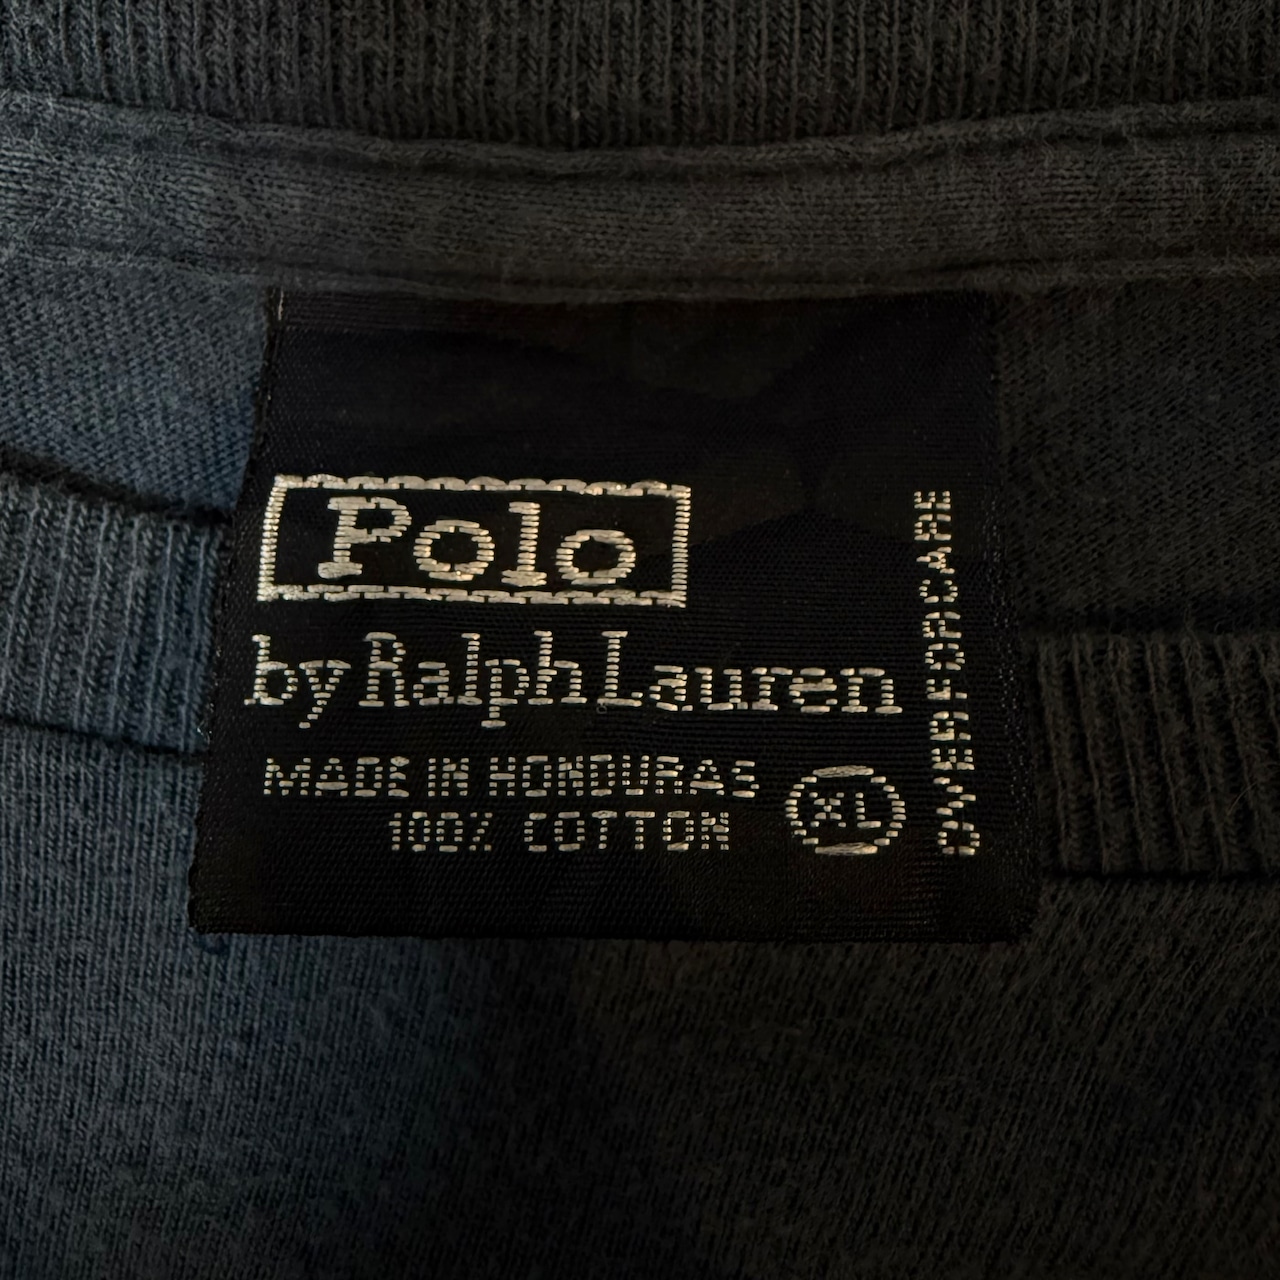 Polo
by Ralph Lauren
MADE IN HONDURAS
100% COTTON
XL
OVER FOR CARE